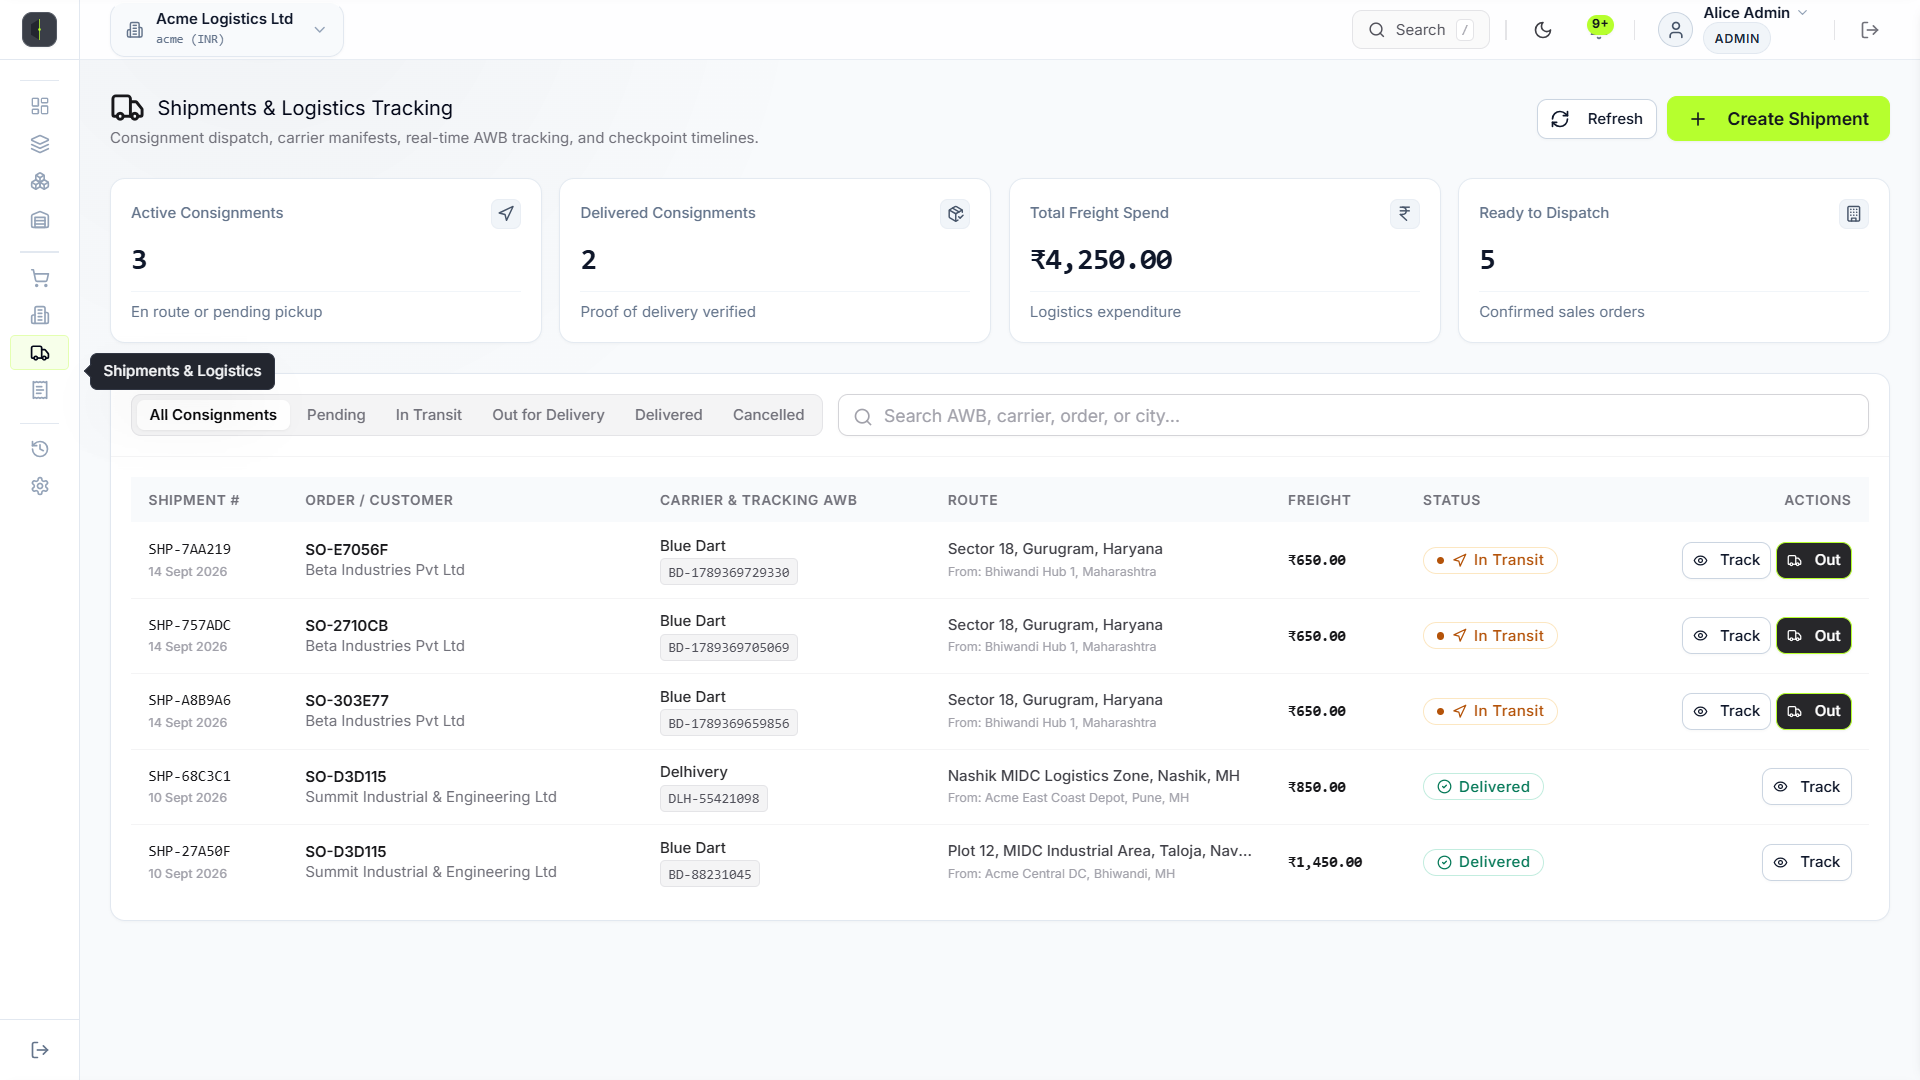 Acme Logistics Ltd
acme (INR)
Search /
9+
Alice Admin
ADMIN
Shipments & Logistics Tracking
Consignment dispatch, carrier manifests, real-time AWB tracking, and checkpoint timelines.
Refresh
Create Shipment
Active Consignments
3
En route or pending pickup
Delivered Consignments
2
Proof of delivery verified
Total Freight Spend
₹
₹4,250.00
Logistics expenditure
Ready to Dispatch
5
Confirmed sales orders
Shipments & Logistics
All Consignments Pending In Transit Out for Delivery Delivered Cancelled
Search AWB, carrier, order, or city...
SHIPMENT # ORDER / CUSTOMER CARRIER & TRACKING AWB ROUTE FREIGHT STATUS ACTIONS
SHP-7AA219
14 Sept 2026
SO-E7056F
Beta Industries Pvt Ltd
Blue Dart
BD-1789369729330
Sector 18, Gurugram, Haryana
From: Bhiwandi Hub 1, Maharashtra
₹650.00
In Transit
Track Out
SHP-757ADC
14 Sept 2026
SO-2710CB
Beta Industries Pvt Ltd
Blue Dart
BD-1789369705069
Sector 18, Gurugram, Haryana
From: Bhiwandi Hub 1, Maharashtra
₹650.00
In Transit
Track Out
SHP-A8B9A6
14 Sept 2026
SO-303E77
Beta Industries Pvt Ltd
Blue Dart
BD-1789369659856
Sector 18, Gurugram, Haryana
From: Bhiwandi Hub 1, Maharashtra
₹650.00
In Transit
Track Out
SHP-68C3C1
10 Sept 2026
SO-D3D115
Summit Industrial & Engineering Ltd
Delhivery
DLH-55421098
Nashik MIDC Logistics Zone, Nashik, MH
From: Acme East Coast Depot, Pune, MH
₹850.00
Delivered
Track
SHP-27A50F
10 Sept 2026
SO-D3D115
Summit Industrial & Engineering Ltd
Blue Dart
BD-88231045
Plot 12, MIDC Industrial Area, Taloja, Nav...
From: Acme Central DC, Bhiwandi, MH
₹1,450.00
Delivered
Track